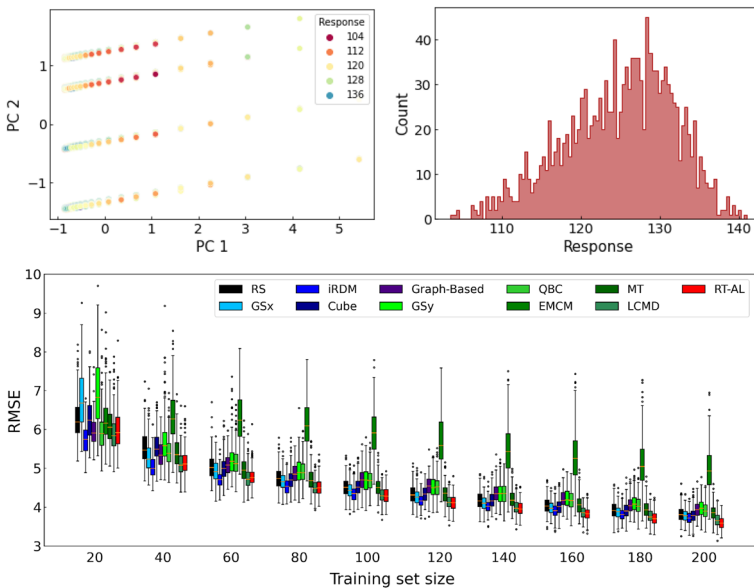 Response
104
112
120
128
136
1
0
−1
PC 2
−1 0 1 2 3 4 5
PC 1
40
30
20
10
0
Count
110 120 130 140
Response
10
9
8
7
6
5
4
3
RMSE
RS iRDM Graph-Based QBC MT RT-AL
GSx Cube GSy EMCM LCMD
20 40 60 80 100 120 140 160 180 200
Training set size